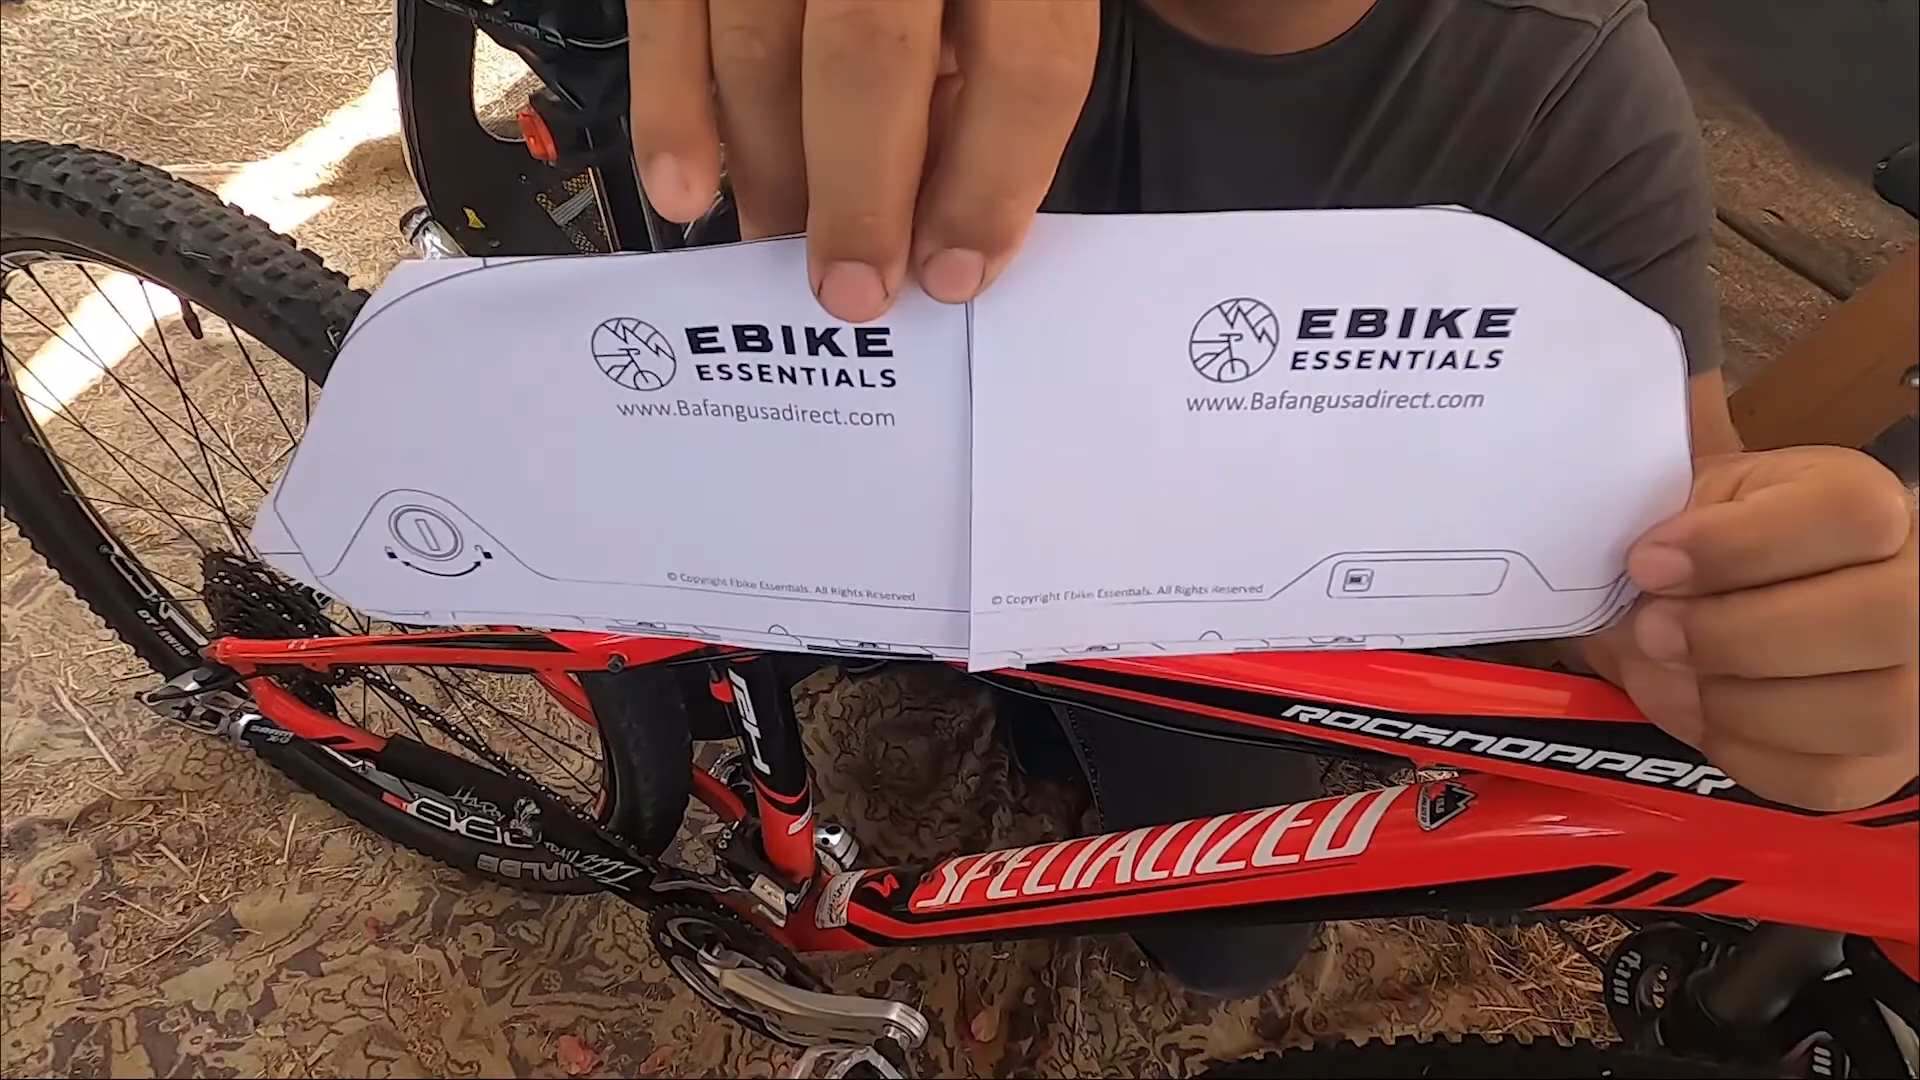 EBIKE
ESSENTIALS
www.Bafangusadirect.com
© Copyright Ebike Essentials. All Rights Reserved
EBIKE
ESSENTIALS
www.Bafangusadirect.com
© Copyright Ebike Essentials. All Rights Reserved
ROCKHOPPER
SPECIALIZED